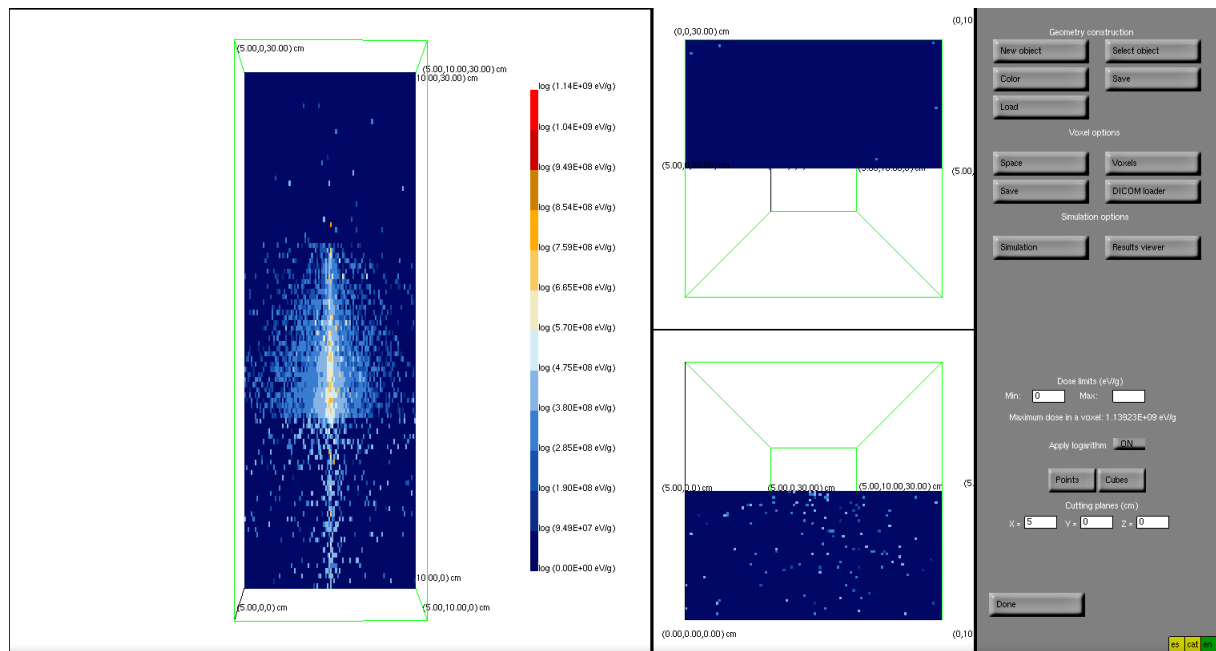 (5.00,0,30.00) cm
(5.00,10.00,30.00) cm
10.00,30.00) cm
10.00,0) cm
(5.00,0,0) cm
(5.00,10.00,0) cm
log (1.14E+09 eV/g)
log (1.04E+09 eV/g)
log (9.49E+08 eV/g)
log (8.54E+08 eV/g)
log (7.59E+08 eV/g)
log (6.65E+08 eV/g)
log (5.70E+08 eV/g)
log (4.75E+08 eV/g)
log (3.80E+08 eV/g)
log (2.85E+08 eV/g)
log (1.90E+08 eV/g)
log (9.49E+07 eV/g)
log (0.00E+00 eV/g)
(0,0,30.00) cm
(0,10
(5.00,
(5.00,0,0) cm
(5.00,0,30.00) cm
(5.00,10.00,30.00) cm
(5.
(0.00,0.00,0.00) cm
(0,10
Geometry construction
New object
Select object
Color
Save
Load
Voxel options
Space
Voxels
Save
DICOM loader
Simulation options
Simulation
Results viewer
Dose limits (eV/g)
Min: 0 Max:
Maximum dose in a voxel: 1.13923E+09 eV/g
Apply logarithm ON
Points
Cubes
Cutting planes (cm)
X = 5 Y = 0 Z = 0
Done
es cat en